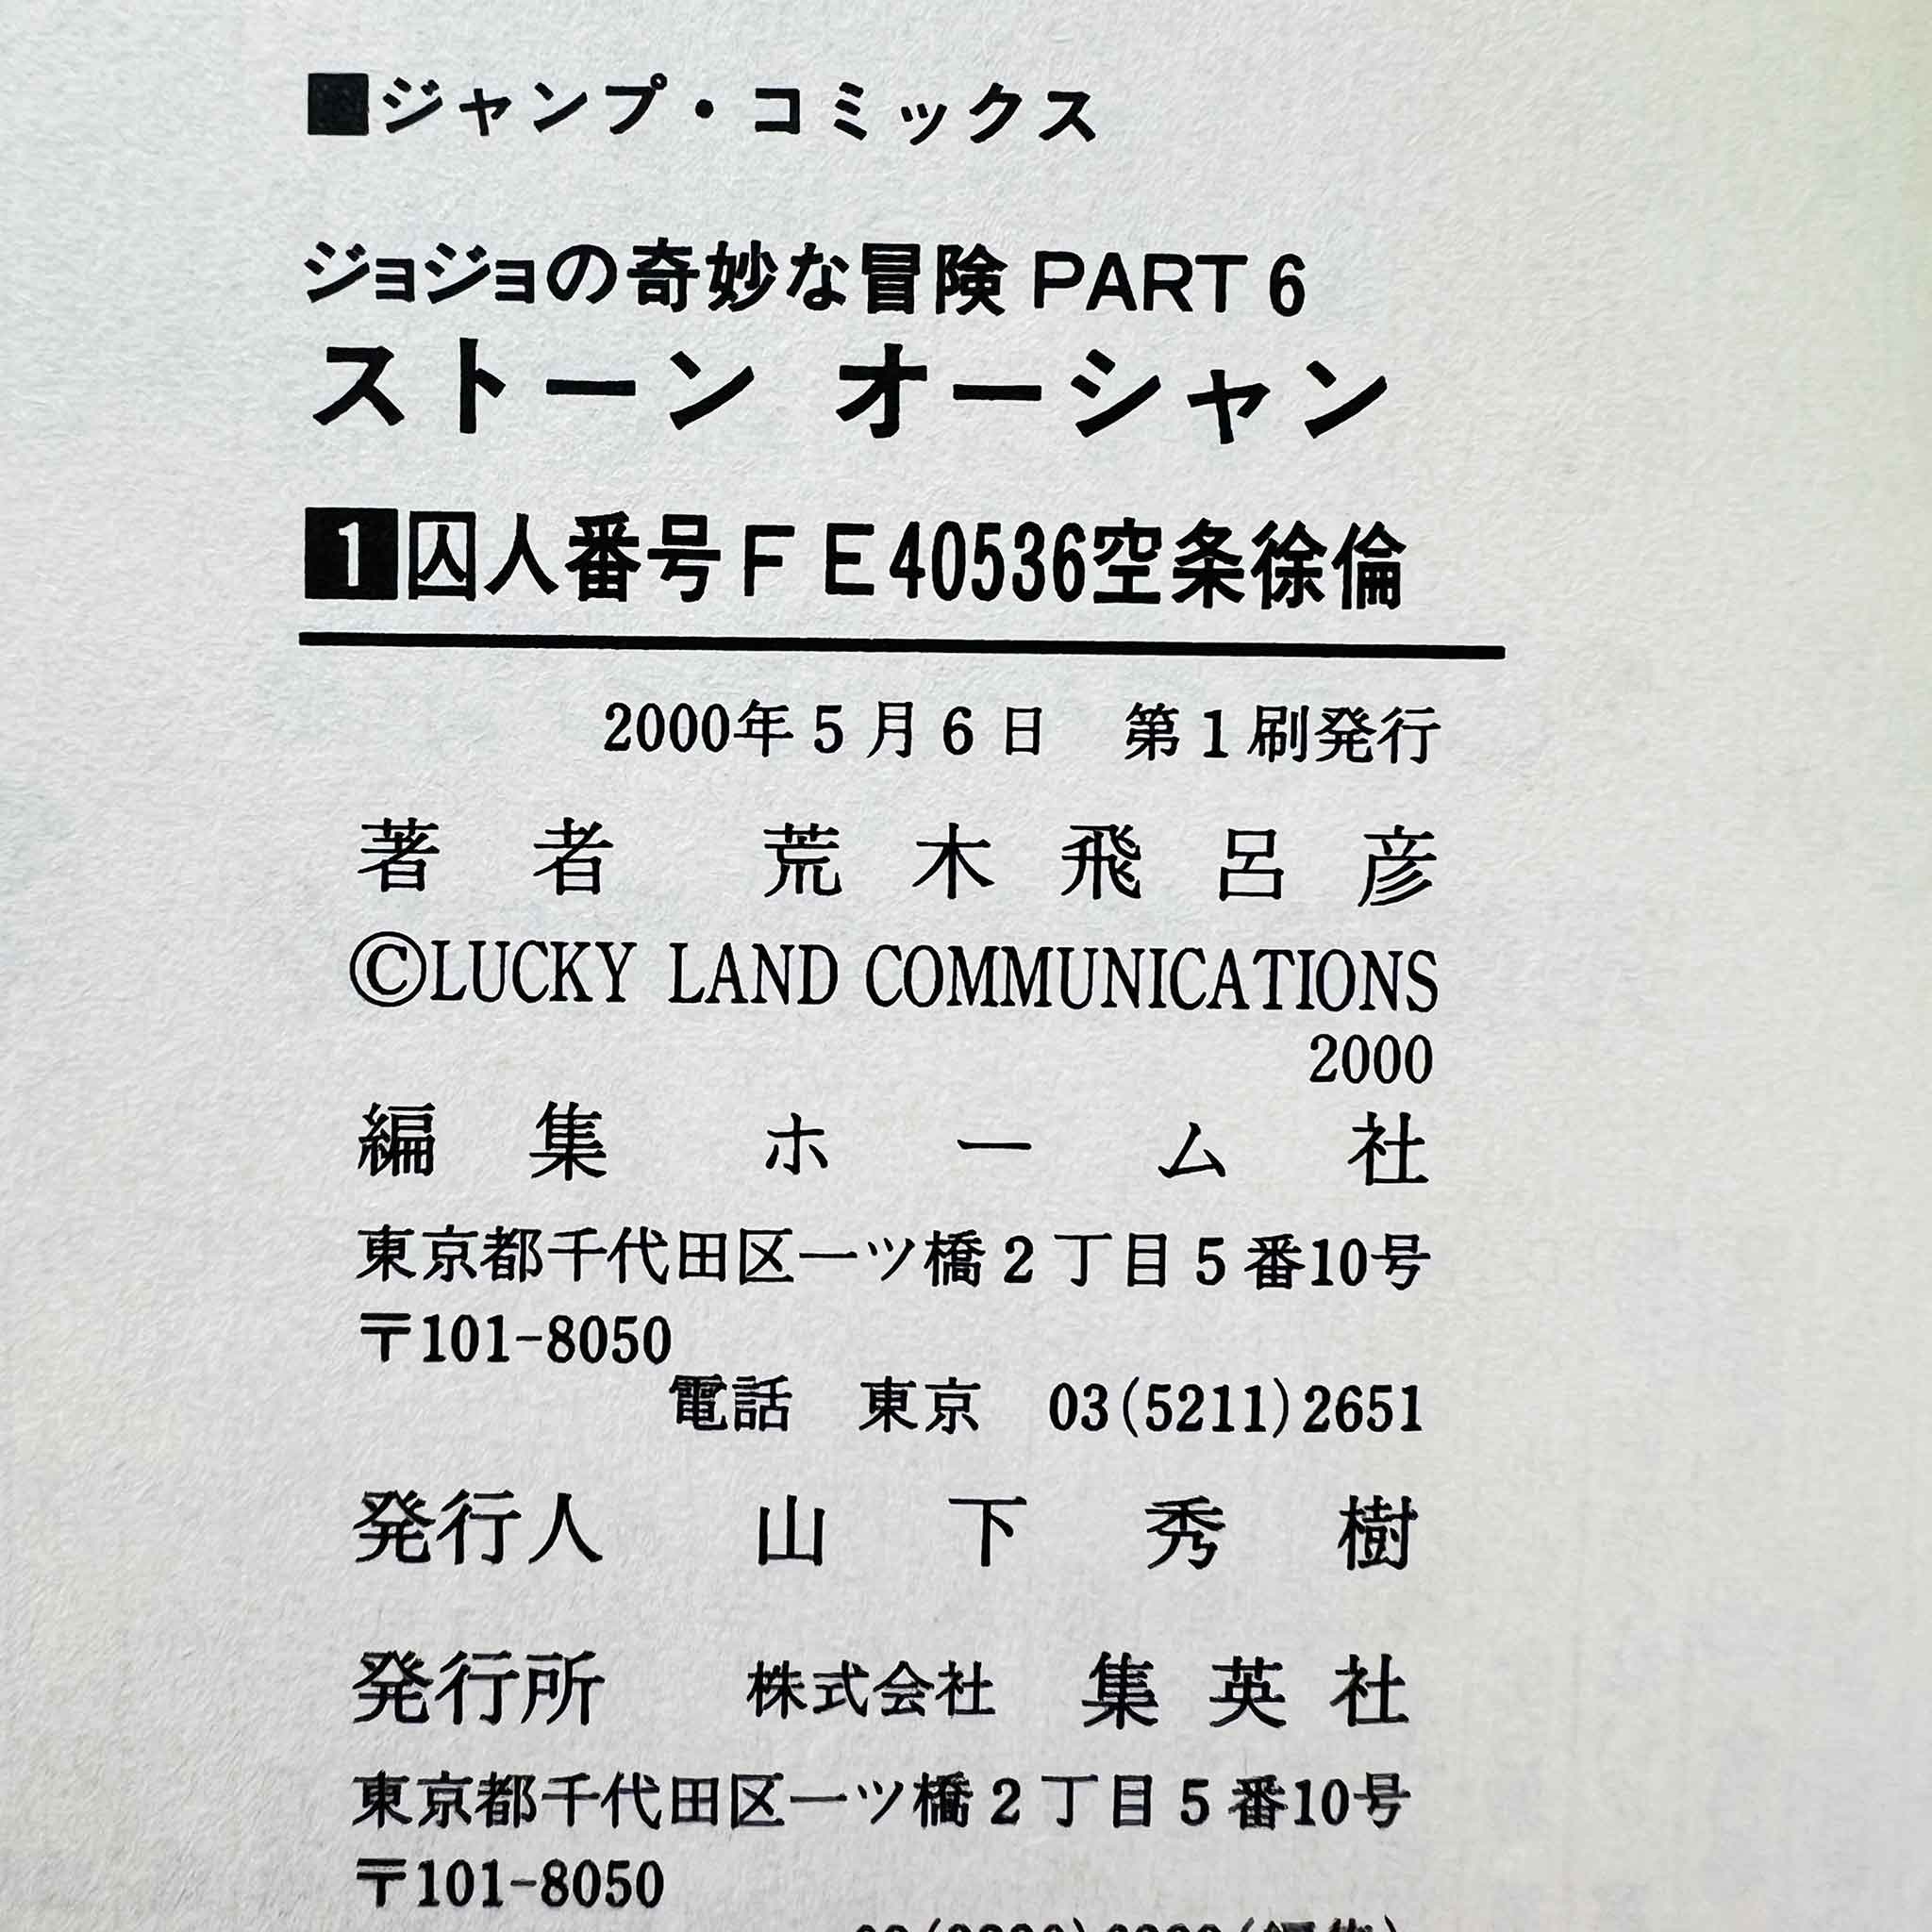 ■ジャンプ・コミックス
ジョジョの奇妙な冒険 PART 6
ストーン オーシャン
1 囚人番号FE40536空条徐倫
2000年5月6日 第1刷発行
著者 荒木飛呂彦
©LUCKY LAND COMMUNICATIONS
2000
編集 ホーム社
東京都千代田区一ツ橋2丁目5番10号
〒101-8050
電話 東京 03(5211)2651
発行人 山下秀樹
発行所 株式会社 集英社
東京都千代田区一ツ橋2丁目5番10号
〒101-8050